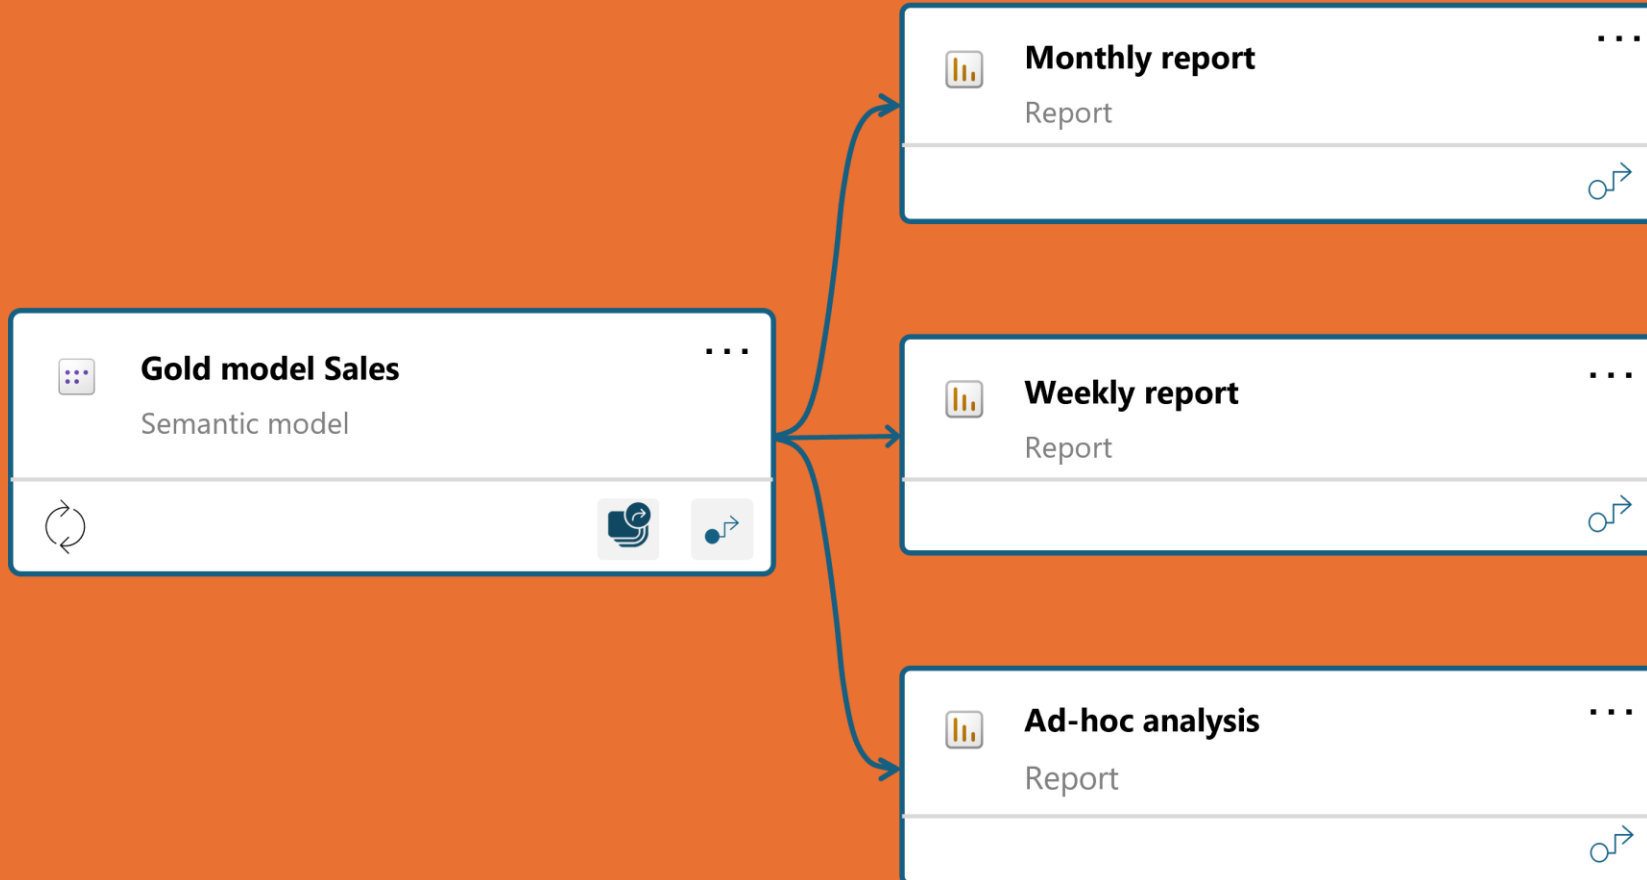 Monthly report
Report
Gold model Sales
Semantic model
Weekly report
Report
Ad-hoc analysis
Report